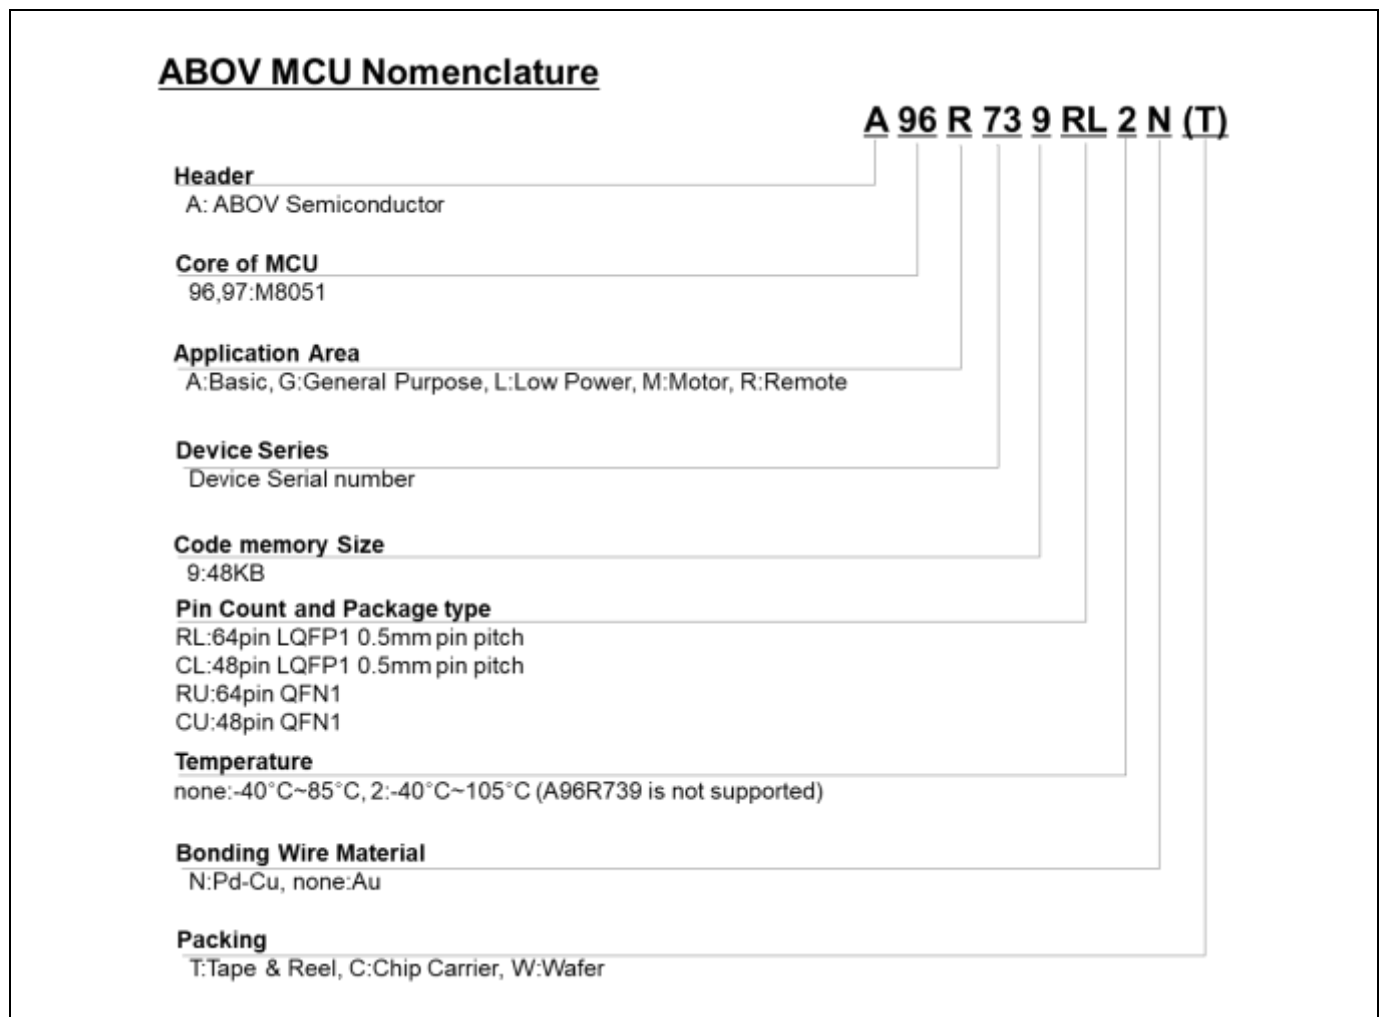 ABOV MCU Nomenclature
A 96 R 73 9 RL 2 N (T)
Header
A: ABOV Semiconductor
Core of MCU
96,97:M8051
Application Area
A:Basic, G:General Purpose, L:Low Power, M:Motor, R:Remote
Device Series
Device Serial number
Code memory Size
9:48KB
Pin Count and Package type
RL:64pin LQFP1 0.5mm pin pitch
CL:48pin LQFP1 0.5mm pin pitch
RU:64pin QFN1
CU:48pin QFN1
Temperature
none:-40°C~85°C, 2:-40°C~105°C (A96R739 is not supported)
Bonding Wire Material
N:Pd-Cu, none:Au
Packing
T:Tape & Reel, C:Chip Carrier, W:Wafer